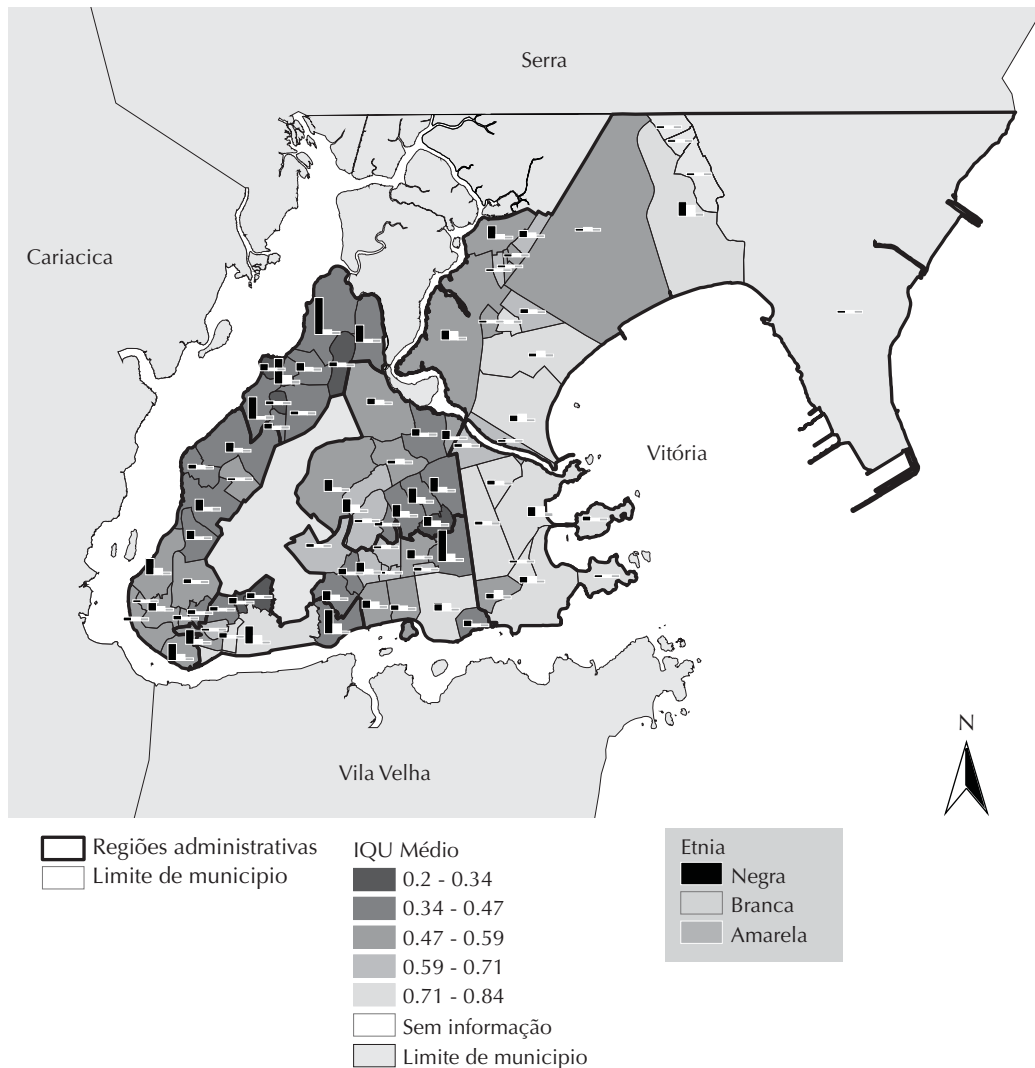 Serra
Cariacica
Vitória
Vila Velha
N
Regiões administrativas
Limite de municipio
IQU Médio
0.2 - 0.34
0.34 - 0.47
0.47 - 0.59
0.59 - 0.71
0.71 - 0.84
Sem informação
Limite de municipio
Etnia
Negra
Branca
Amarela